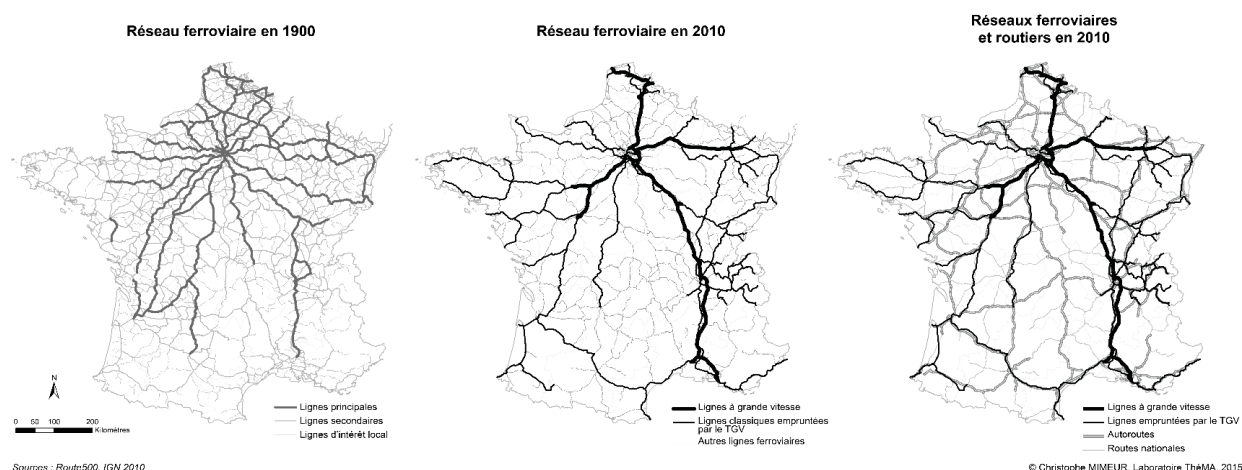 Réseau ferroviaire en 1900
Réseau ferroviaire en 2010
Réseaux ferroviaires
et routiers en 2010
N
0 50 100 200
Kilomètres
Lignes principales
Lignes secondaires
Lignes d'intérêt local
Lignes à grande vitesse
Lignes classiques empruntées
par le TGV
Autres lignes ferroviaires
Lignes à grande vitesse
Lignes empruntées par le TGV
Autoroutes
Routes nationales
Sources : Route500, IGN 2010
© Christophe MIMEUR, Laboratoire ThéMA, 2015